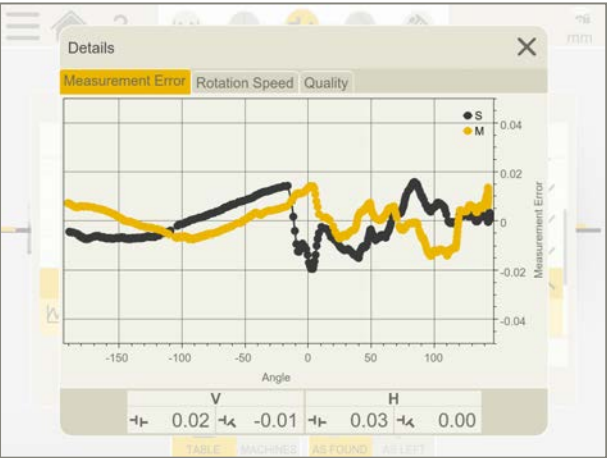 ?
mm
Details
Measurement Error Rotation Speed Quality
S
M
0.04
0.02
0
-0.02
-0.04
Measurement Error
-150 -100 -50 0 50 100
Angle
V H
0.02 -0.01 0.03 0.00
TABLE MACHINES AS FOUND AS LEFT